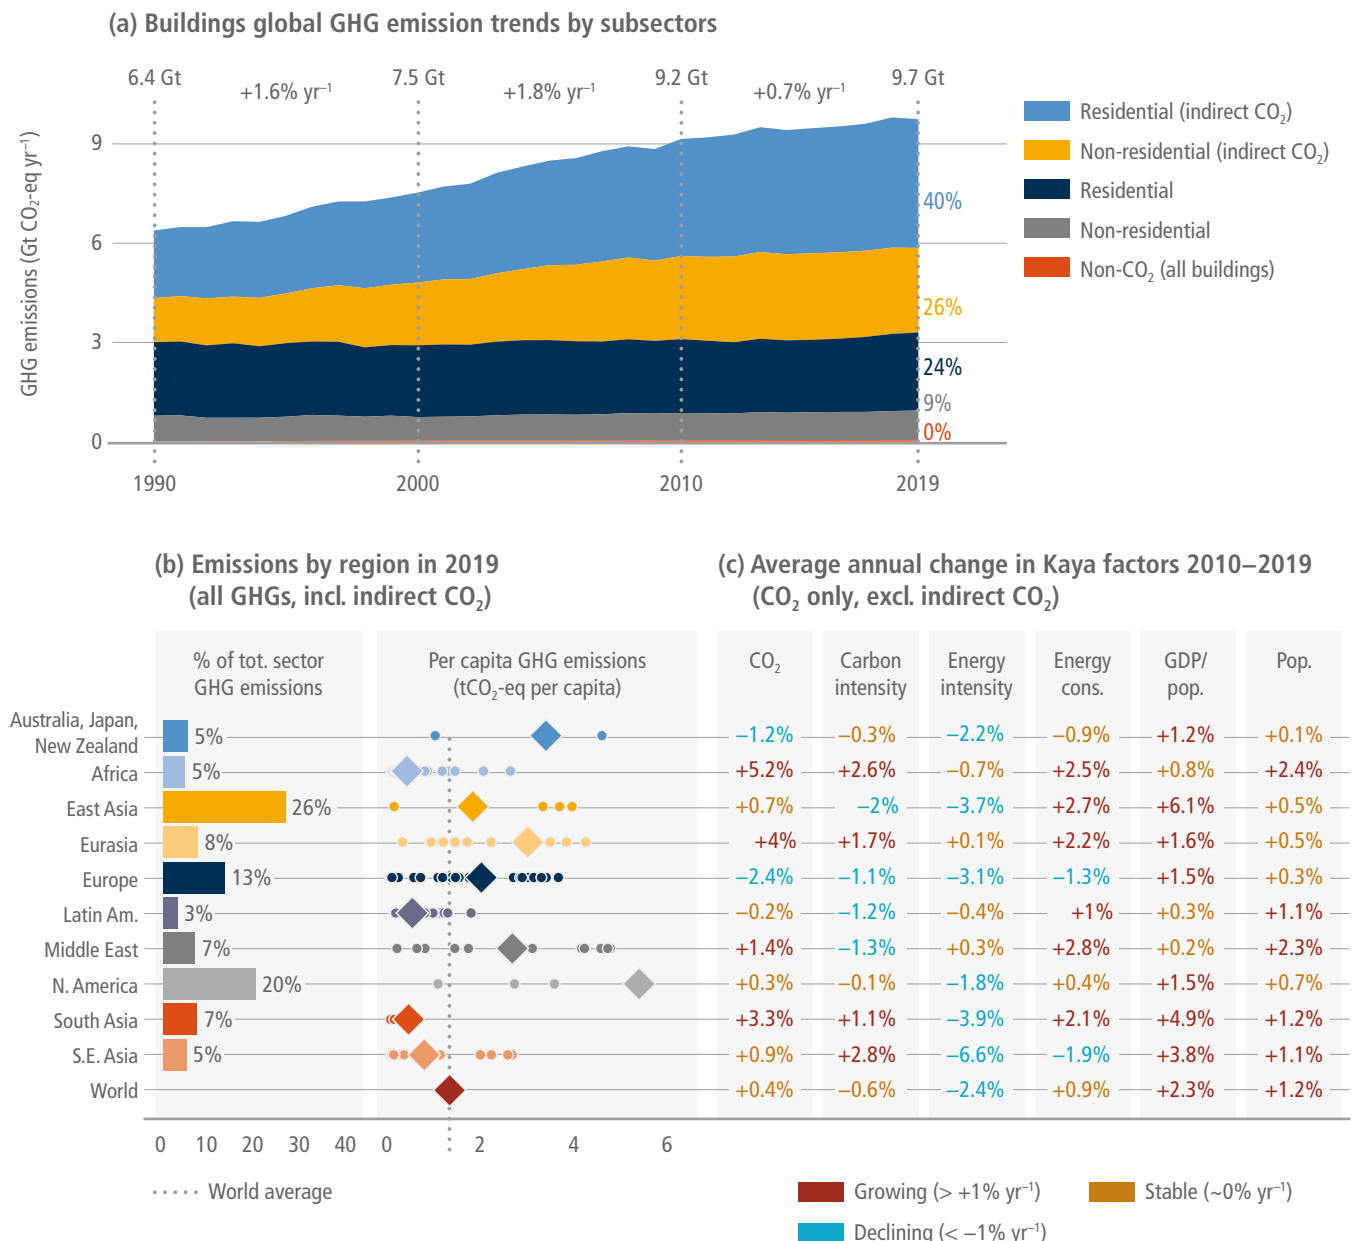 (a) Buildings global GHG emission trends by subsectors
6.4 Gt
+1.6% yr⁻¹
7.5 Gt
+1.8% yr⁻¹
9.2 Gt
+0.7% yr⁻¹
9.7 Gt
GHG emissions (Gt CO₂-eq yr⁻¹)
9
6
3
0
40%
26%
24%
9%
0%
1990
2000
2010
2019
Residential (indirect CO₂)
Non-residential (indirect CO₂)
Residential
Non-residential
Non-CO₂ (all buildings)
(b) Emissions by region in 2019
(all GHGs, incl. indirect CO₂)
(c) Average annual change in Kaya factors 2010–2019
(CO₂ only, excl. indirect CO₂)
% of tot. sector
GHG emissions
Per capita GHG emissions
(tCO₂-eq per capita)
CO₂
Carbon
intensity
Energy
intensity
Energy
cons.
GDP/
pop.
Pop.
Australia, Japan,
New Zealand
5%
−1.2% −0.3% −2.2% −0.9% +1.2% +0.1%
Africa 5% +5.2% +2.6% −0.7% +2.5% +0.8% +2.4%
East Asia 26% +0.7% −2% −3.7% +2.7% +6.1% +0.5%
Eurasia 8% +4% +1.7% +0.1% +2.2% +1.6% +0.5%
Europe 13% −2.4% −1.1% −3.1% −1.3% +1.5% +0.3%
Latin Am. 3% −0.2% −1.2% −0.4% +1% +0.3% +1.1%
Middle East 7% +1.4% −1.3% +0.3% +2.8% +0.2% +2.3%
N. America 20% +0.3% −0.1% −1.8% +0.4% +1.5% +0.7%
South Asia 7% +3.3% +1.1% −3.9% +2.1% +4.9% +1.2%
S.E. Asia 5% +0.9% +2.8% −6.6% −1.9% +3.8% +1.1%
World +0.4% −0.6% −2.4% +0.9% +2.3% +1.2%
0 10 20 30 40
0 2 4 6
World average
Growing (> +1% yr⁻¹)
Stable (~0% yr⁻¹)
Declining (< −1% yr⁻¹)